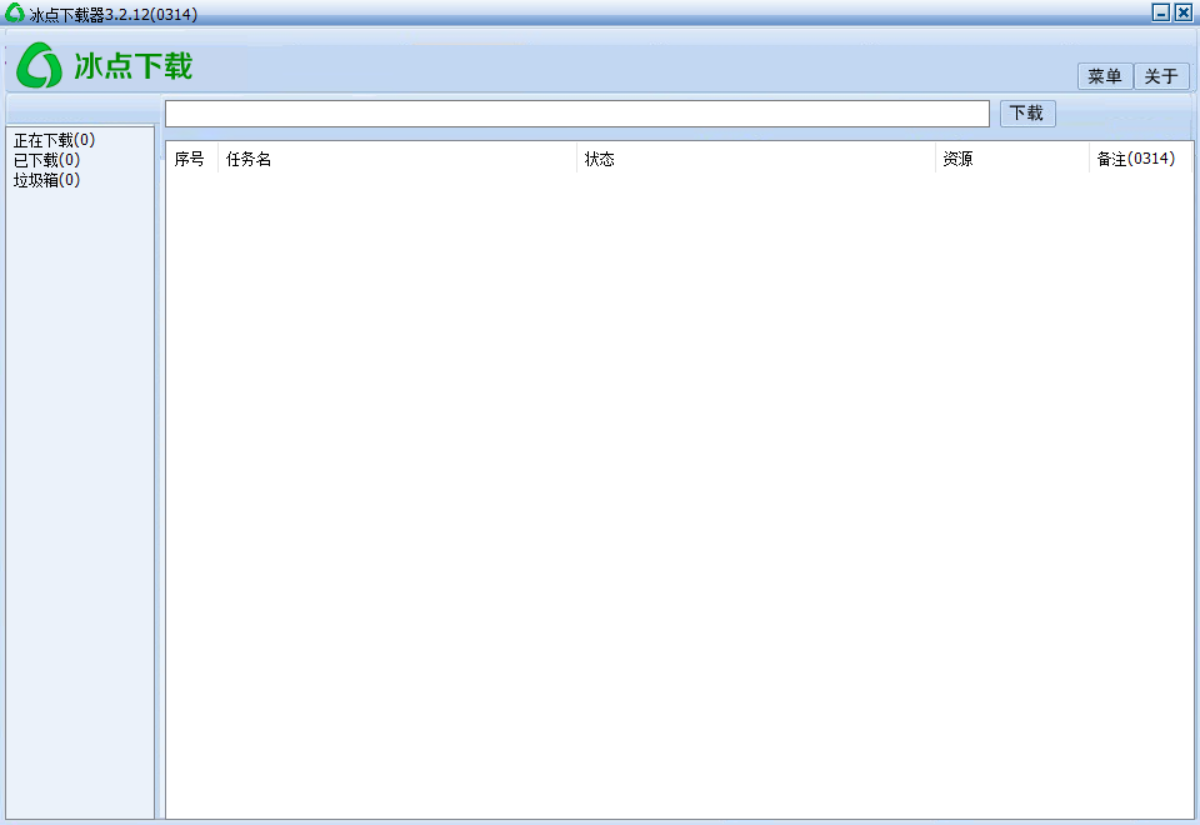 冰点下载器3.2.12(0314)
冰点下载
菜单 关于
下载
正在下载(0)
已下载(0)
垃圾箱(0)
序号 任务名 状态 资源 备注(0314)